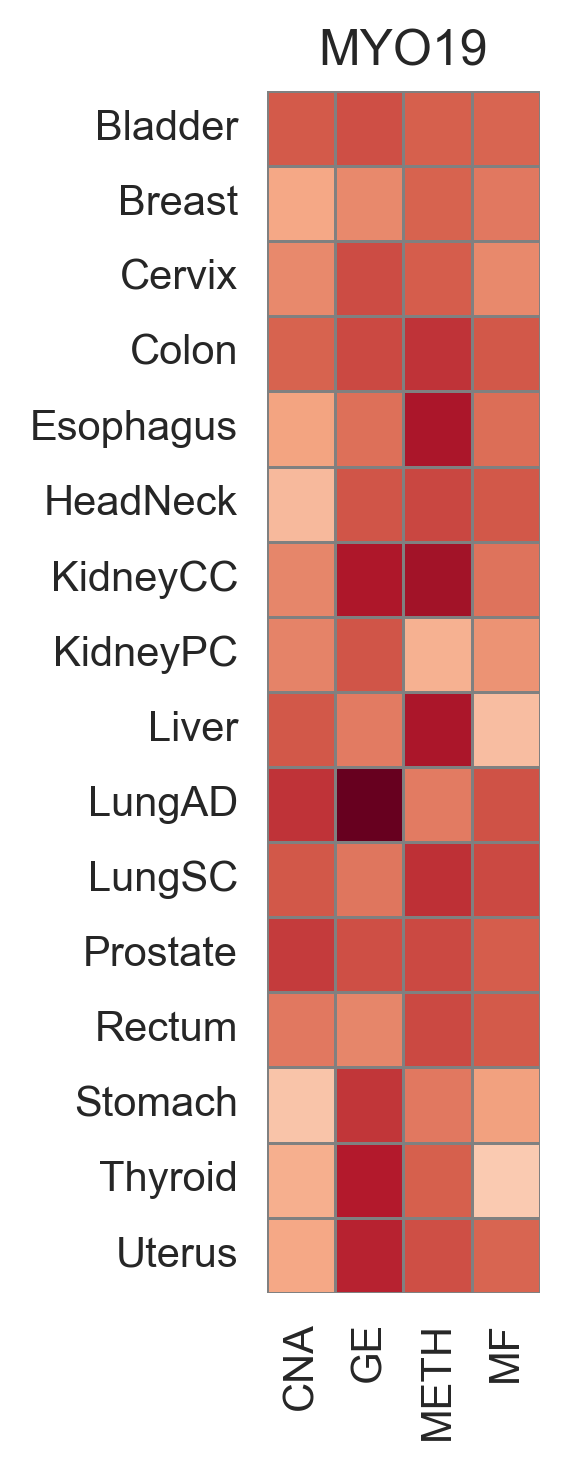 MYO19
Bladder
Breast
Cervix
Colon
Esophagus
HeadNeck
KidneyCC
KidneyPC
Liver
LungAD
LungSC
Prostate
Rectum
Stomach
Thyroid
Uterus
CNA
GE
METH
MF